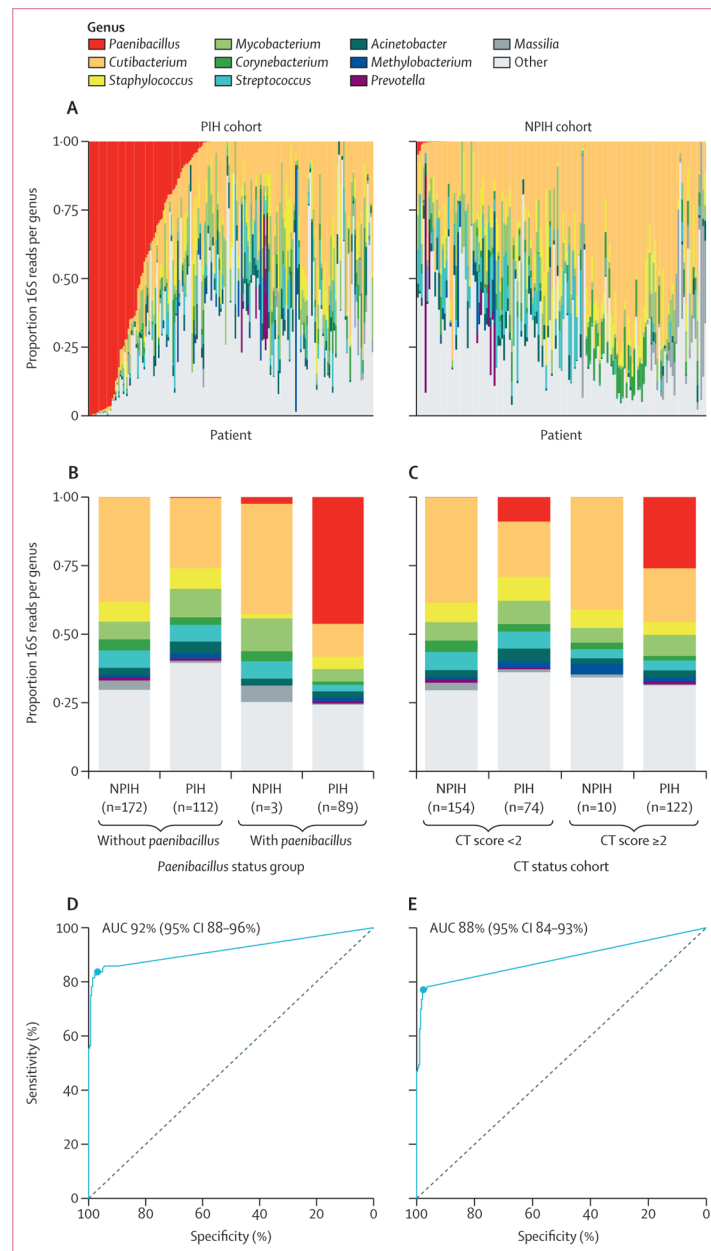 Genus
Paenibacillus
Cutibacterium
Staphylococcus
Mycobacterium
Corynebacterium
Streptococcus
Acinetobacter
Methylobacterium
Prevotella
Massilia
Other
A
PIH cohort
NPIH cohort
Proportion 16S reads per genus
1·00
0·75
0·50
0·25
0
Patient
Patient
B
C
Proportion 16S reads per genus
1·00
0·75
0·50
0·25
0
NPIH
(n=172)
PIH
(n=112)
NPIH
(n=3)
PIH
(n=89)
Without paenibacillus
With paenibacillus
Paenibacillus status group
NPIH
(n=154)
PIH
(n=74)
NPIH
(n=10)
PIH
(n=122)
CT score <2
CT score ≥2
CT status cohort
D
E
AUC 92% (95% CI 88–96%)
AUC 88% (95% CI 84–93%)
Sensitivity (%)
100
80
60
40
20
0
100
80
60
40
20
0
Specificity (%)
100
80
60
40
20
0
Specificity (%)